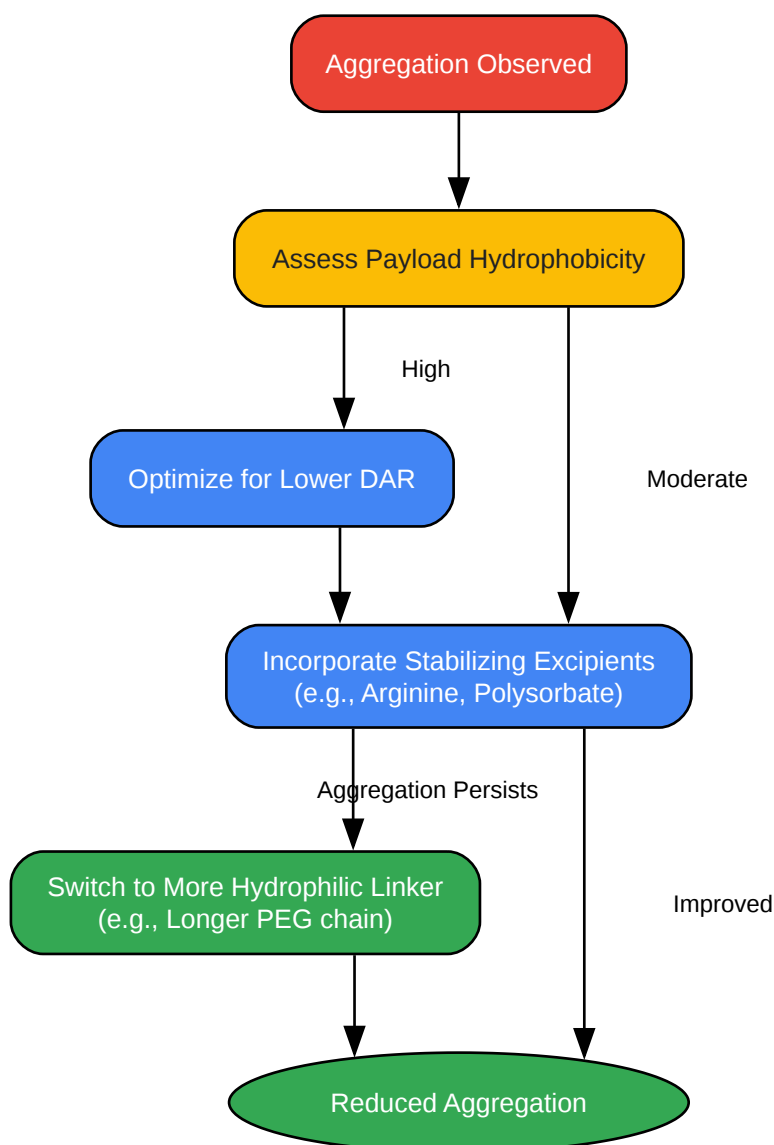 Aggregation Observed
Assess Payload Hydrophobicity
High
Optimize for Lower DAR
Moderate
Incorporate Stabilizing Excipients
(e.g., Arginine, Polysorbate)
Aggregation Persists
Switch to More Hydrophilic Linker
(e.g., Longer PEG chain)
Improved
Reduced Aggregation